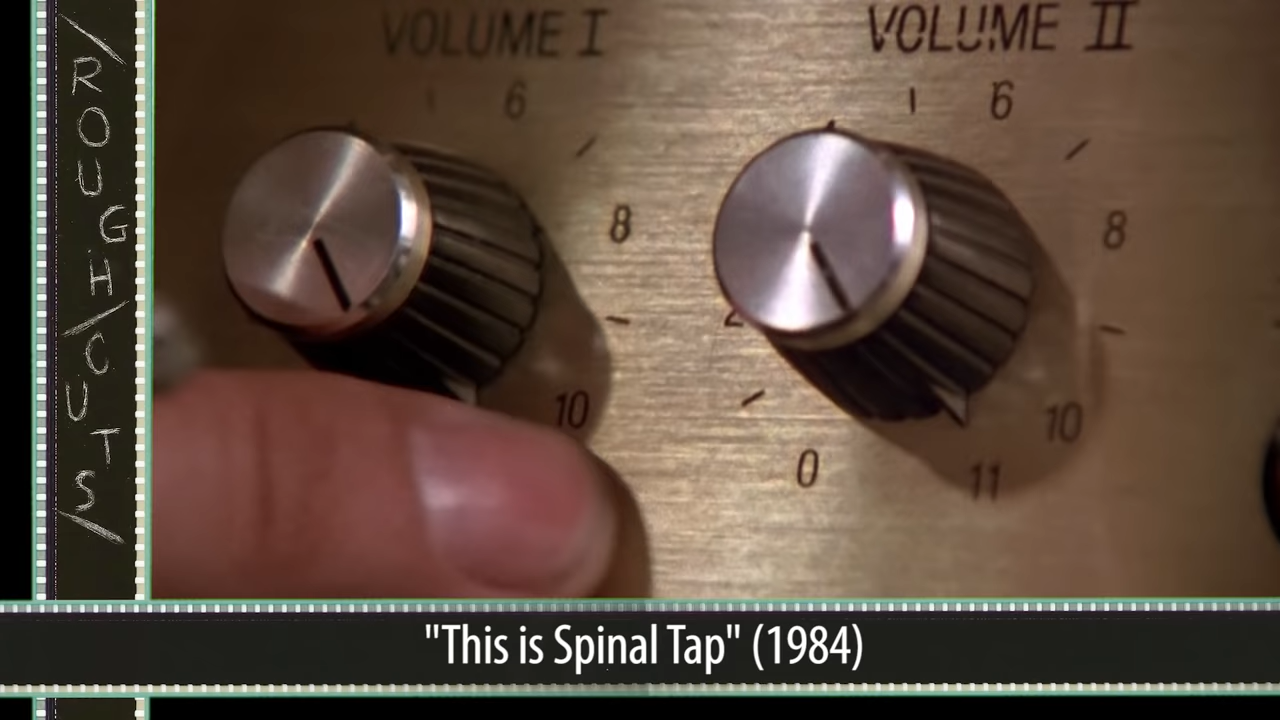 ROUGH/CUTS
VOLUME I
6
8
10
VOLUME II
6
8
2
10
0
11
"This is Spinal Tap" (1984)